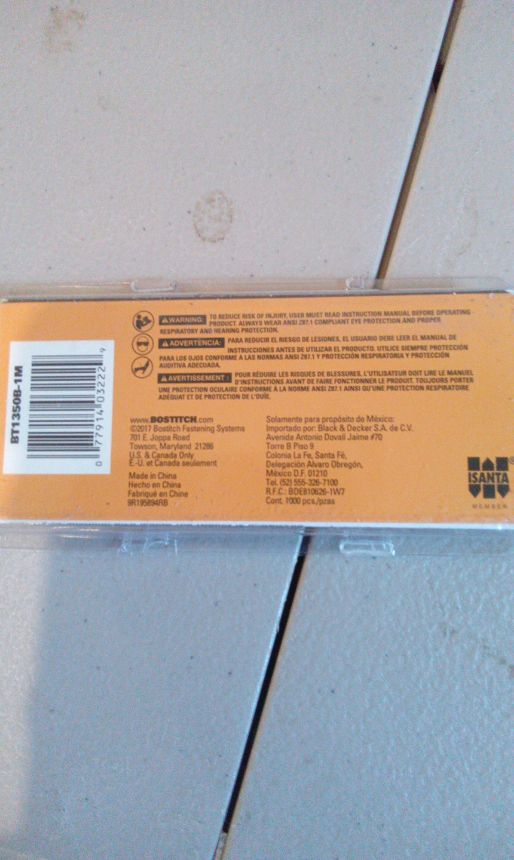 BT1350B-1M
0 77914 03222 9
WARNING: TO REDUCE RISK OF INJURY, USER MUST READ INSTRUCTION MANUAL BEFORE OPERATING
PRODUCT. ALWAYS WEAR ANSI Z87.1 COMPLIANT EYE PROTECTION AND PROPER
RESPIRATORY AND HEARING PROTECTION.
ADVERTENCIA: PARA REDUCIR EL RIESGO DE LESIONES, EL USUARIO DEBE LEER EL MANUAL DE
INSTRUCCIONES ANTES DE UTILIZAR EL PRODUCTO. UTILICE SIEMPRE PROTECCIÓN
PARA LOS OJOS CONFORME A LAS NORMAS ANSI Z87.1 Y PROTECCIÓN RESPIRATORIA Y PROTECCIÓN
AUDITIVA ADECUADA.
AVERTISSEMENT: POUR RÉDUIRE LES RISQUES DE BLESSURES, L'UTILISATEUR DOIT LIRE LE MANUEL
D'INSTRUCTIONS AVANT DE FAIRE FONCTIONNER LE PRODUIT. TOUJOURS PORTER
UNE PROTECTION OCULAIRE CONFORME À LA NORME ANSI Z87.1 AINSI QU'UNE PROTECTION RESPIRATOIRE
ADÉQUAT ET DE PROTECTION DE L'OUÏE.
www.BOSTITCH.com
©2017 Bostitch Fastening Systems
701 E. Joppa Road
Towson, Maryland 21286
U.S. & Canada Only
E.-U. et Canada seulement
Made in China
Hecho en China
Fabriqué en Chine
9R195894RB
Solamente para propósito de México:
Importado por: Black & Decker S.A. de C.V.
Avenida Antonio Dovali Jaime #70
Torre B Piso 9
Colonia La Fe, Santa Fé,
Delegación Alvaro Obregón,
México D.F. 01210
Tel. (52) 555-326-7100
R.F.C.: BDE810626-1W7
Cont. 1000 pcs./pzas
ISANTA
MEMBER